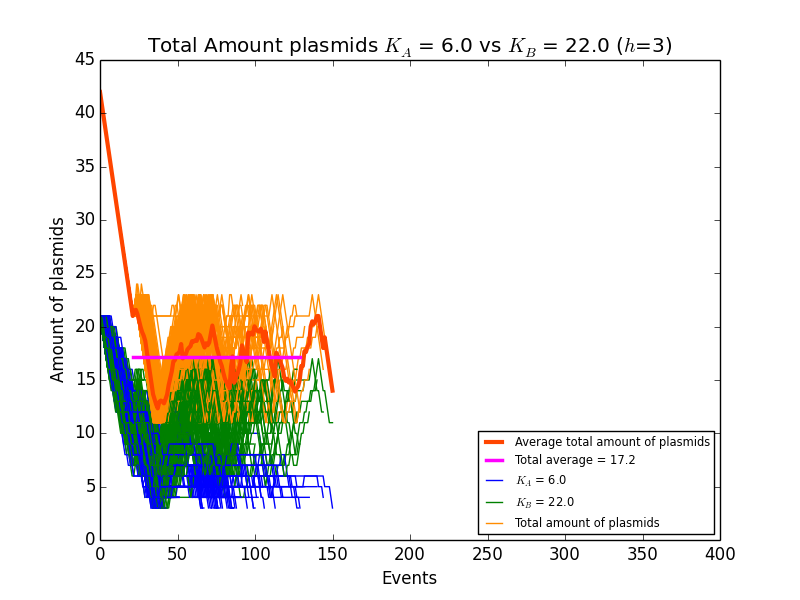 Total Amount plasmids K_A = 6.0 vs K_B = 22.0 (h=3)
45
40
35
30
25
20
15
10
5
0
Amount of plasmids
0 50 100 150 200 250 300 350 400
Events
Average total amount of plasmids
Total average = 17.2
K_A = 6.0
K_B = 22.0
Total amount of plasmids